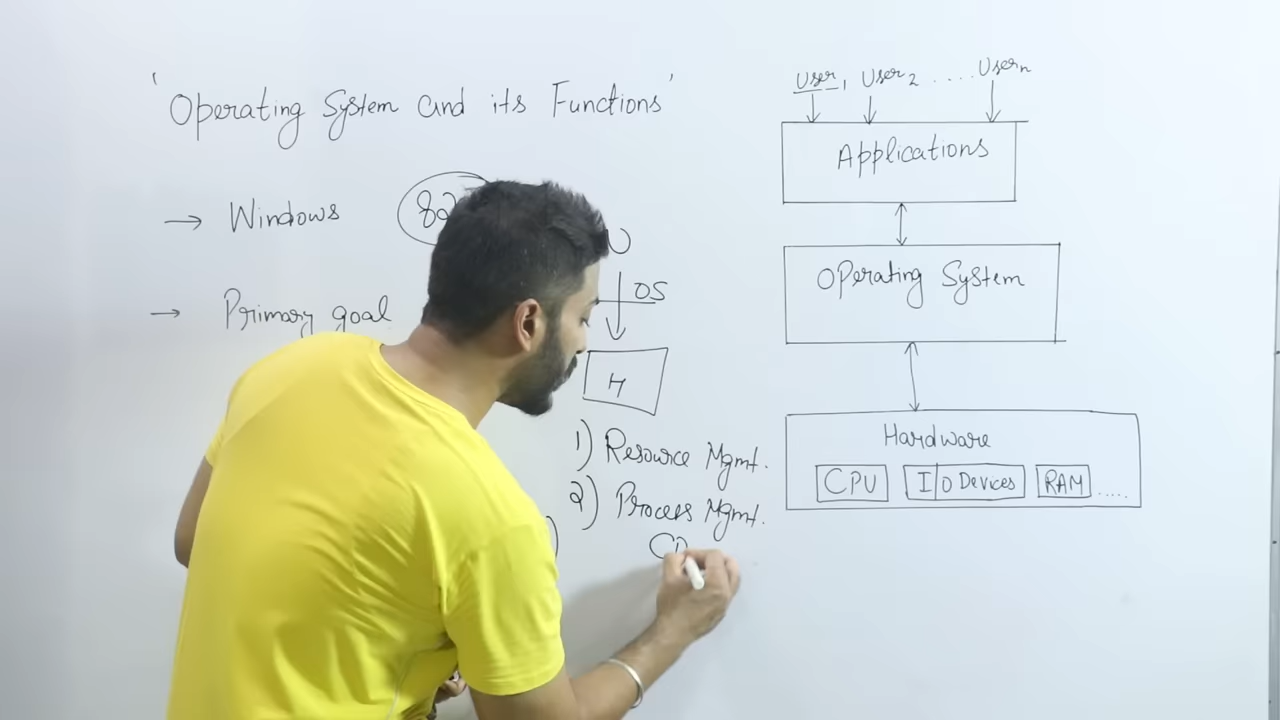 'Operating System and its Functions'
→ Windows
→ Primary goal
U
OS
H
1) Resource Mgmt.
2) Process Mgmt.
User1 User2 .... Usern
Applications
Operating System
Hardware
CPU I/O Devices RAM .....